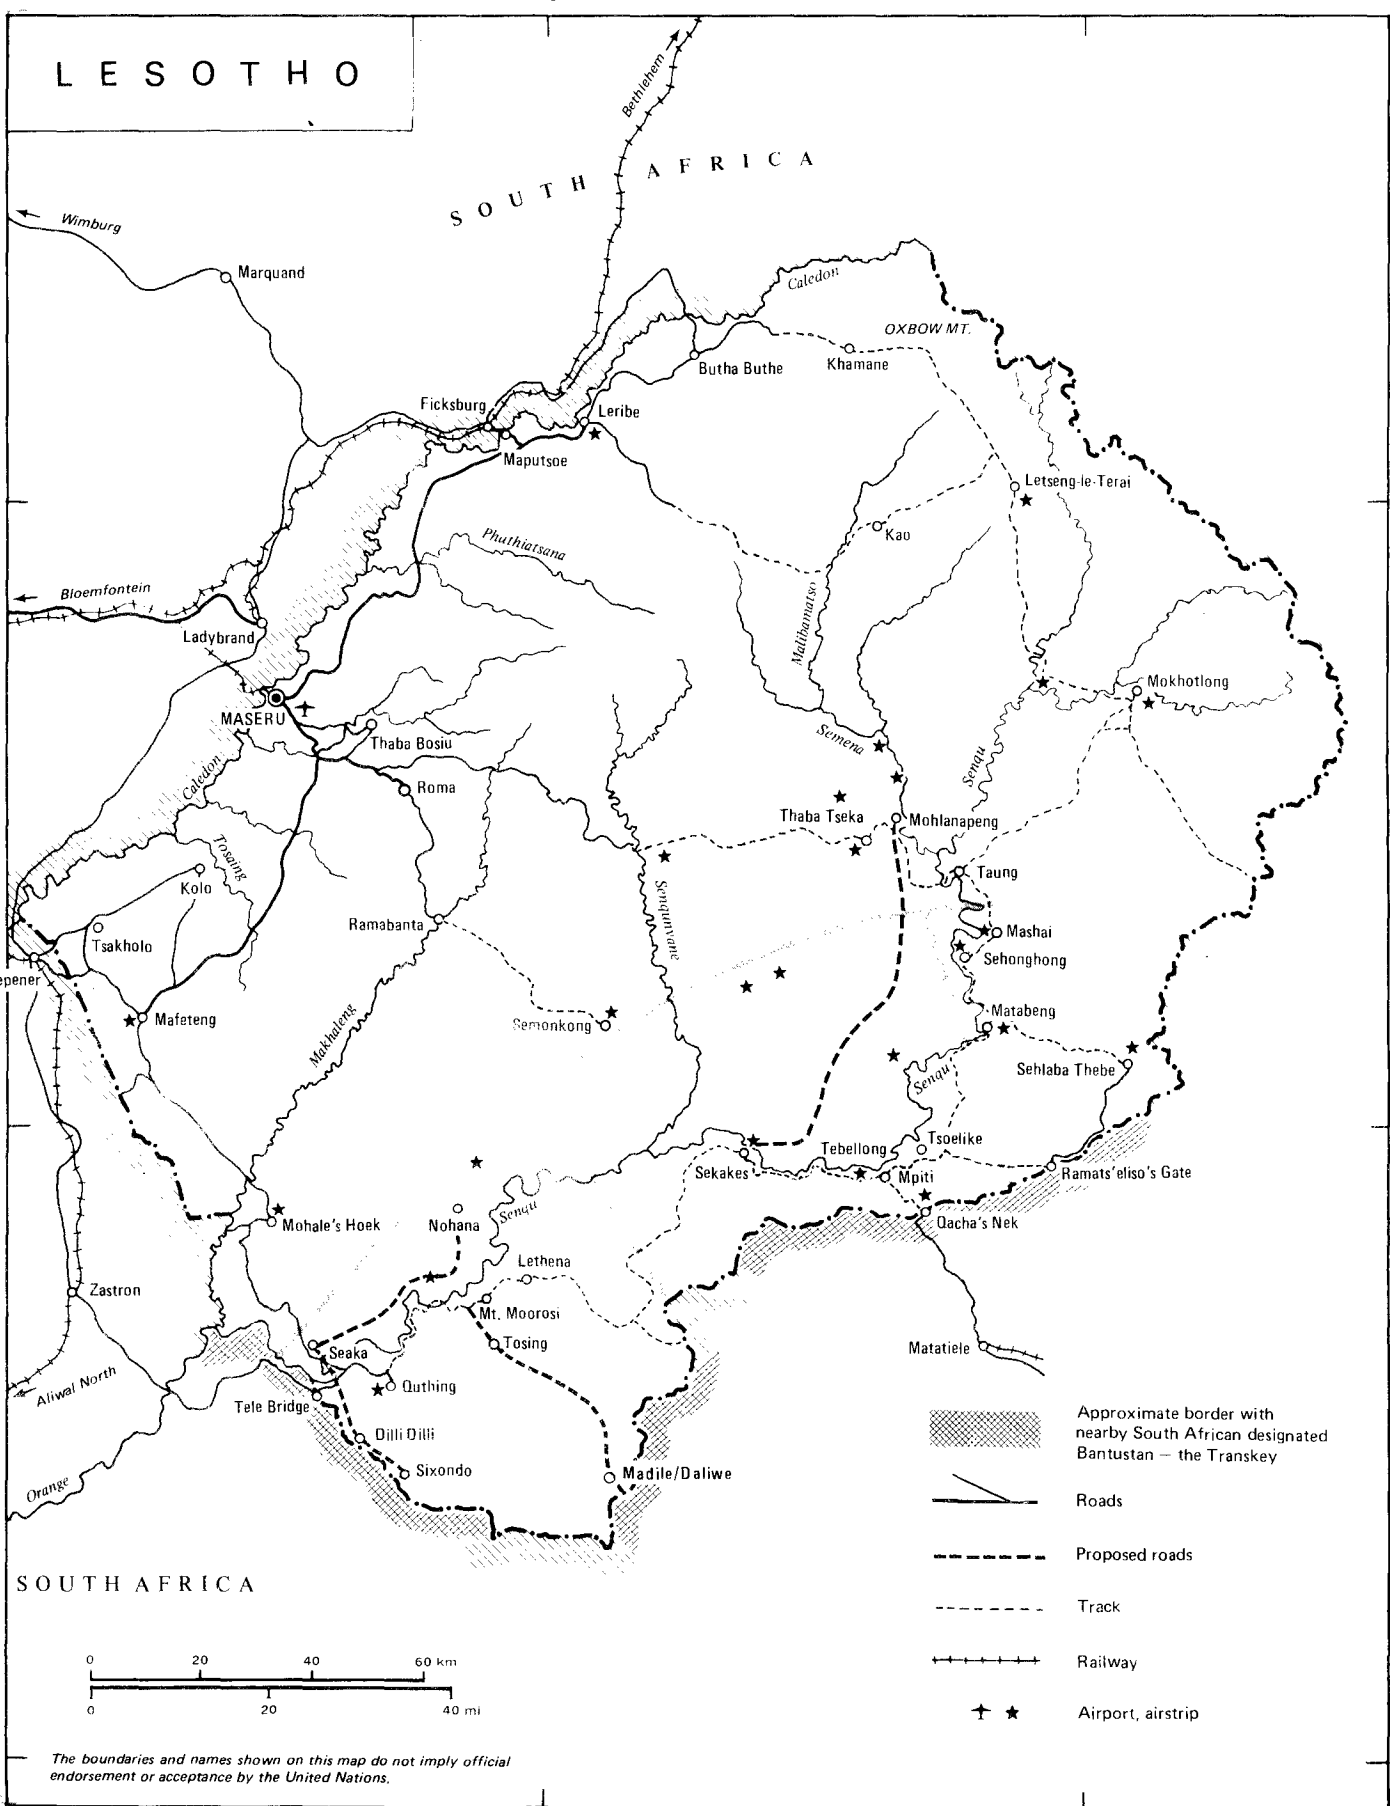 LESOTHO
Bethlehem
SOUTH AFRICA
Wimburg
Marquand
Caledon
OXBOW MT.
Khamane
Butha Buthe
Ficksburg
Leribe
Maputsoe
Letseng-le-Terai
Kao
Phuthiatsana
Bloemfontein
Malibamatso
Ladybrand
Mokhotlong
MASERU
Thaba Bosiu
Semena
Senqu
Caledon
Roma
Thaba Tseka
Mohlanapeng
Tosaing
Taung
Kolo
Senqunyane
Ramabanta
Mashai
Tsakholo
Sehonghong
epener
Matabeng
Mafeteng
Semonkong
Makhaleng
Sehlaba Thebe
Senqu
Tsoelike
Tebellong
Sekakes
Mpiti
Ramats'eliso's Gate
Mohale's Hoek
Nohana
Senqu
Qacha's Nek
Lethena
Zastron
Mt. Moorosi
Tosing
Seaka
Matatiele
Aliwal North
Quthing
Tele Bridge
Dilli Dilli
Sixondo
Madile/Daliwe
Orange
SOUTH AFRICA
Approximate border with
nearby South African designated
Bantustan — the Transkey
Roads
Proposed roads
Track
Railway
Airport, airstrip
0 20 40 60 km
0 20 40 mi
The boundaries and names shown on this map do not imply official
endorsement or acceptance by the United Nations.